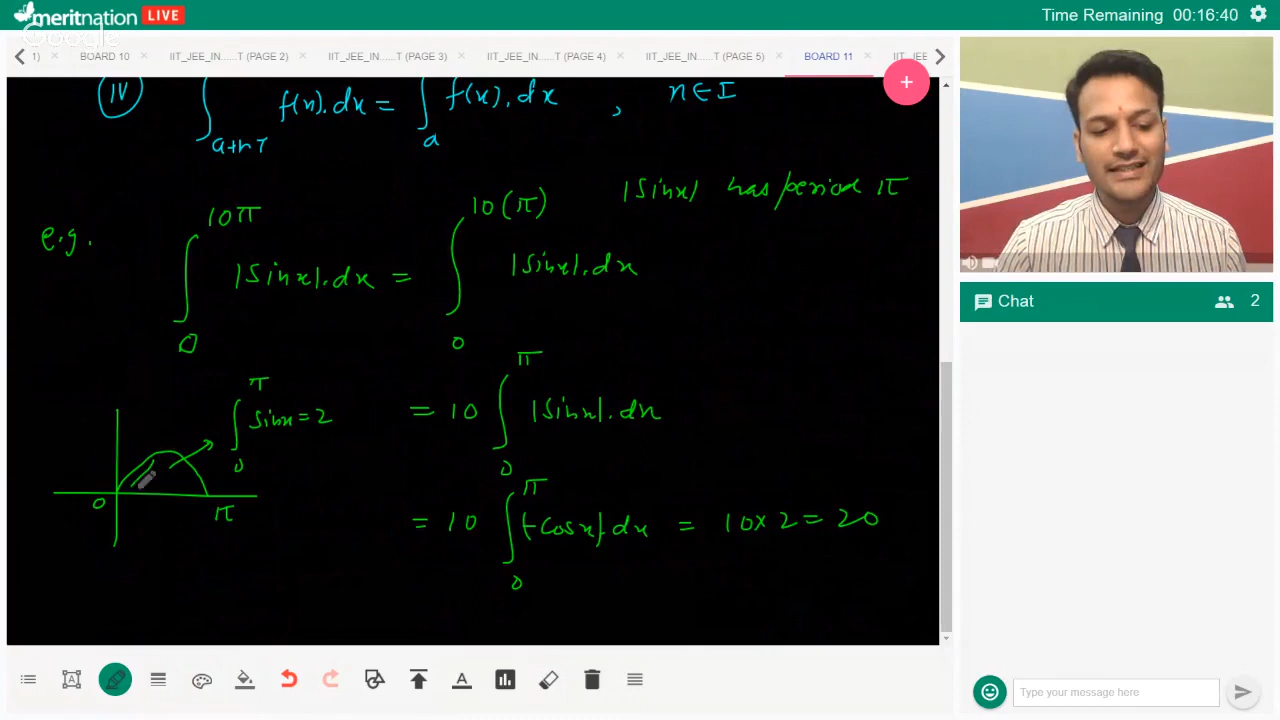 meritnation LIVE
Google
Time Remaining 00:16:40
1) BOARD 10 IIT_JEE_IN......T (PAGE 2) IIT_JEE_IN......T (PAGE 3) IIT_JEE_IN......T (PAGE 4) IIT_JEE_IN......T (PAGE 5) BOARD 11 IIT_JEE
(IV) ∫ f(x).dx = ∫ f(x).dx , n∈I
a+nT a
|sinx| has period π
e.g. ∫₀^10π |sinx|.dx = ∫₀^10(π) |sinx|.dx
∫₀^π sinx = 2
= 10 ∫₀^π |sinx|.dx
0 π
= 10 ∫₀^π (-cosx).dx = 10×2 = 20
Chat 2
Type your message here